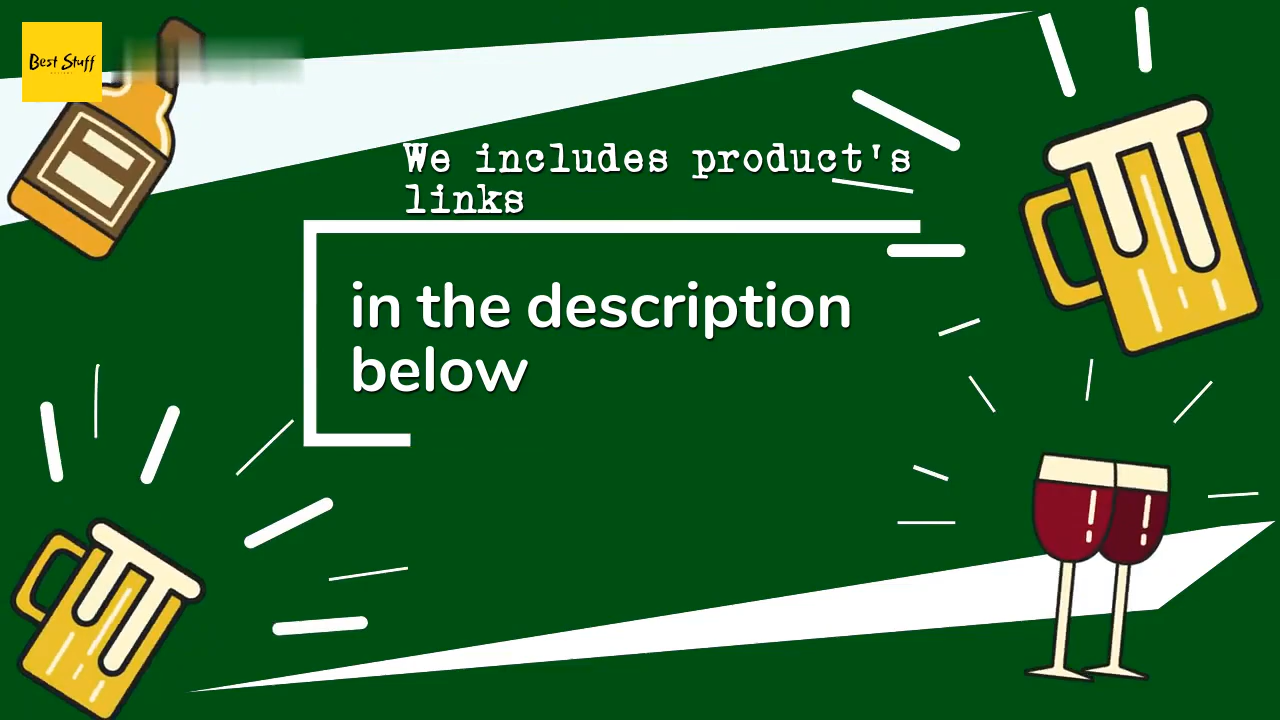 Best Stuff
We includes product's
links
in the description
below